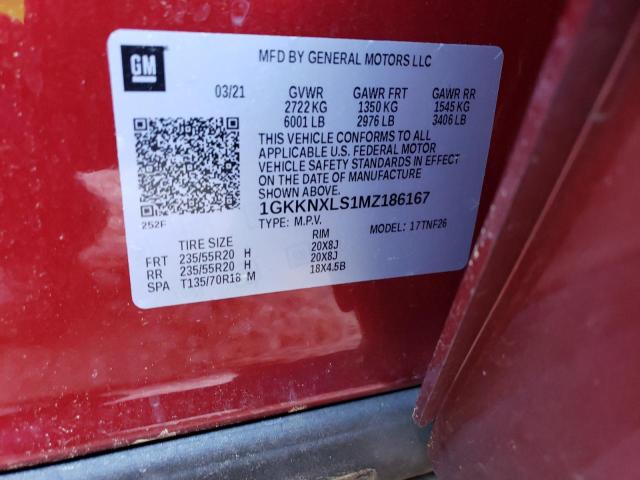 GM
MFD BY GENERAL MOTORS LLC
03/21 GVWR GAWR FRT GAWR RR
2722 KG 1350 KG 1545 KG
6001 LB 2976 LB 3406 LB
THIS VEHICLE CONFORMS TO ALL
APPLICABLE U.S. FEDERAL MOTOR
VEHICLE SAFETY STANDARDS IN EFFECT
ON THE DATE OF MANUFACTURE
SHOWN ABOVE.
1GKKNXLS1MZ186167
252F
TYPE: M.P.V. MODEL: 17TNF26
TIRE SIZE RIM
FRT 235/55R20 H 20X8J
RR 235/55R20 H 20X8J
SPA T135/70R18 M 18X4.5B